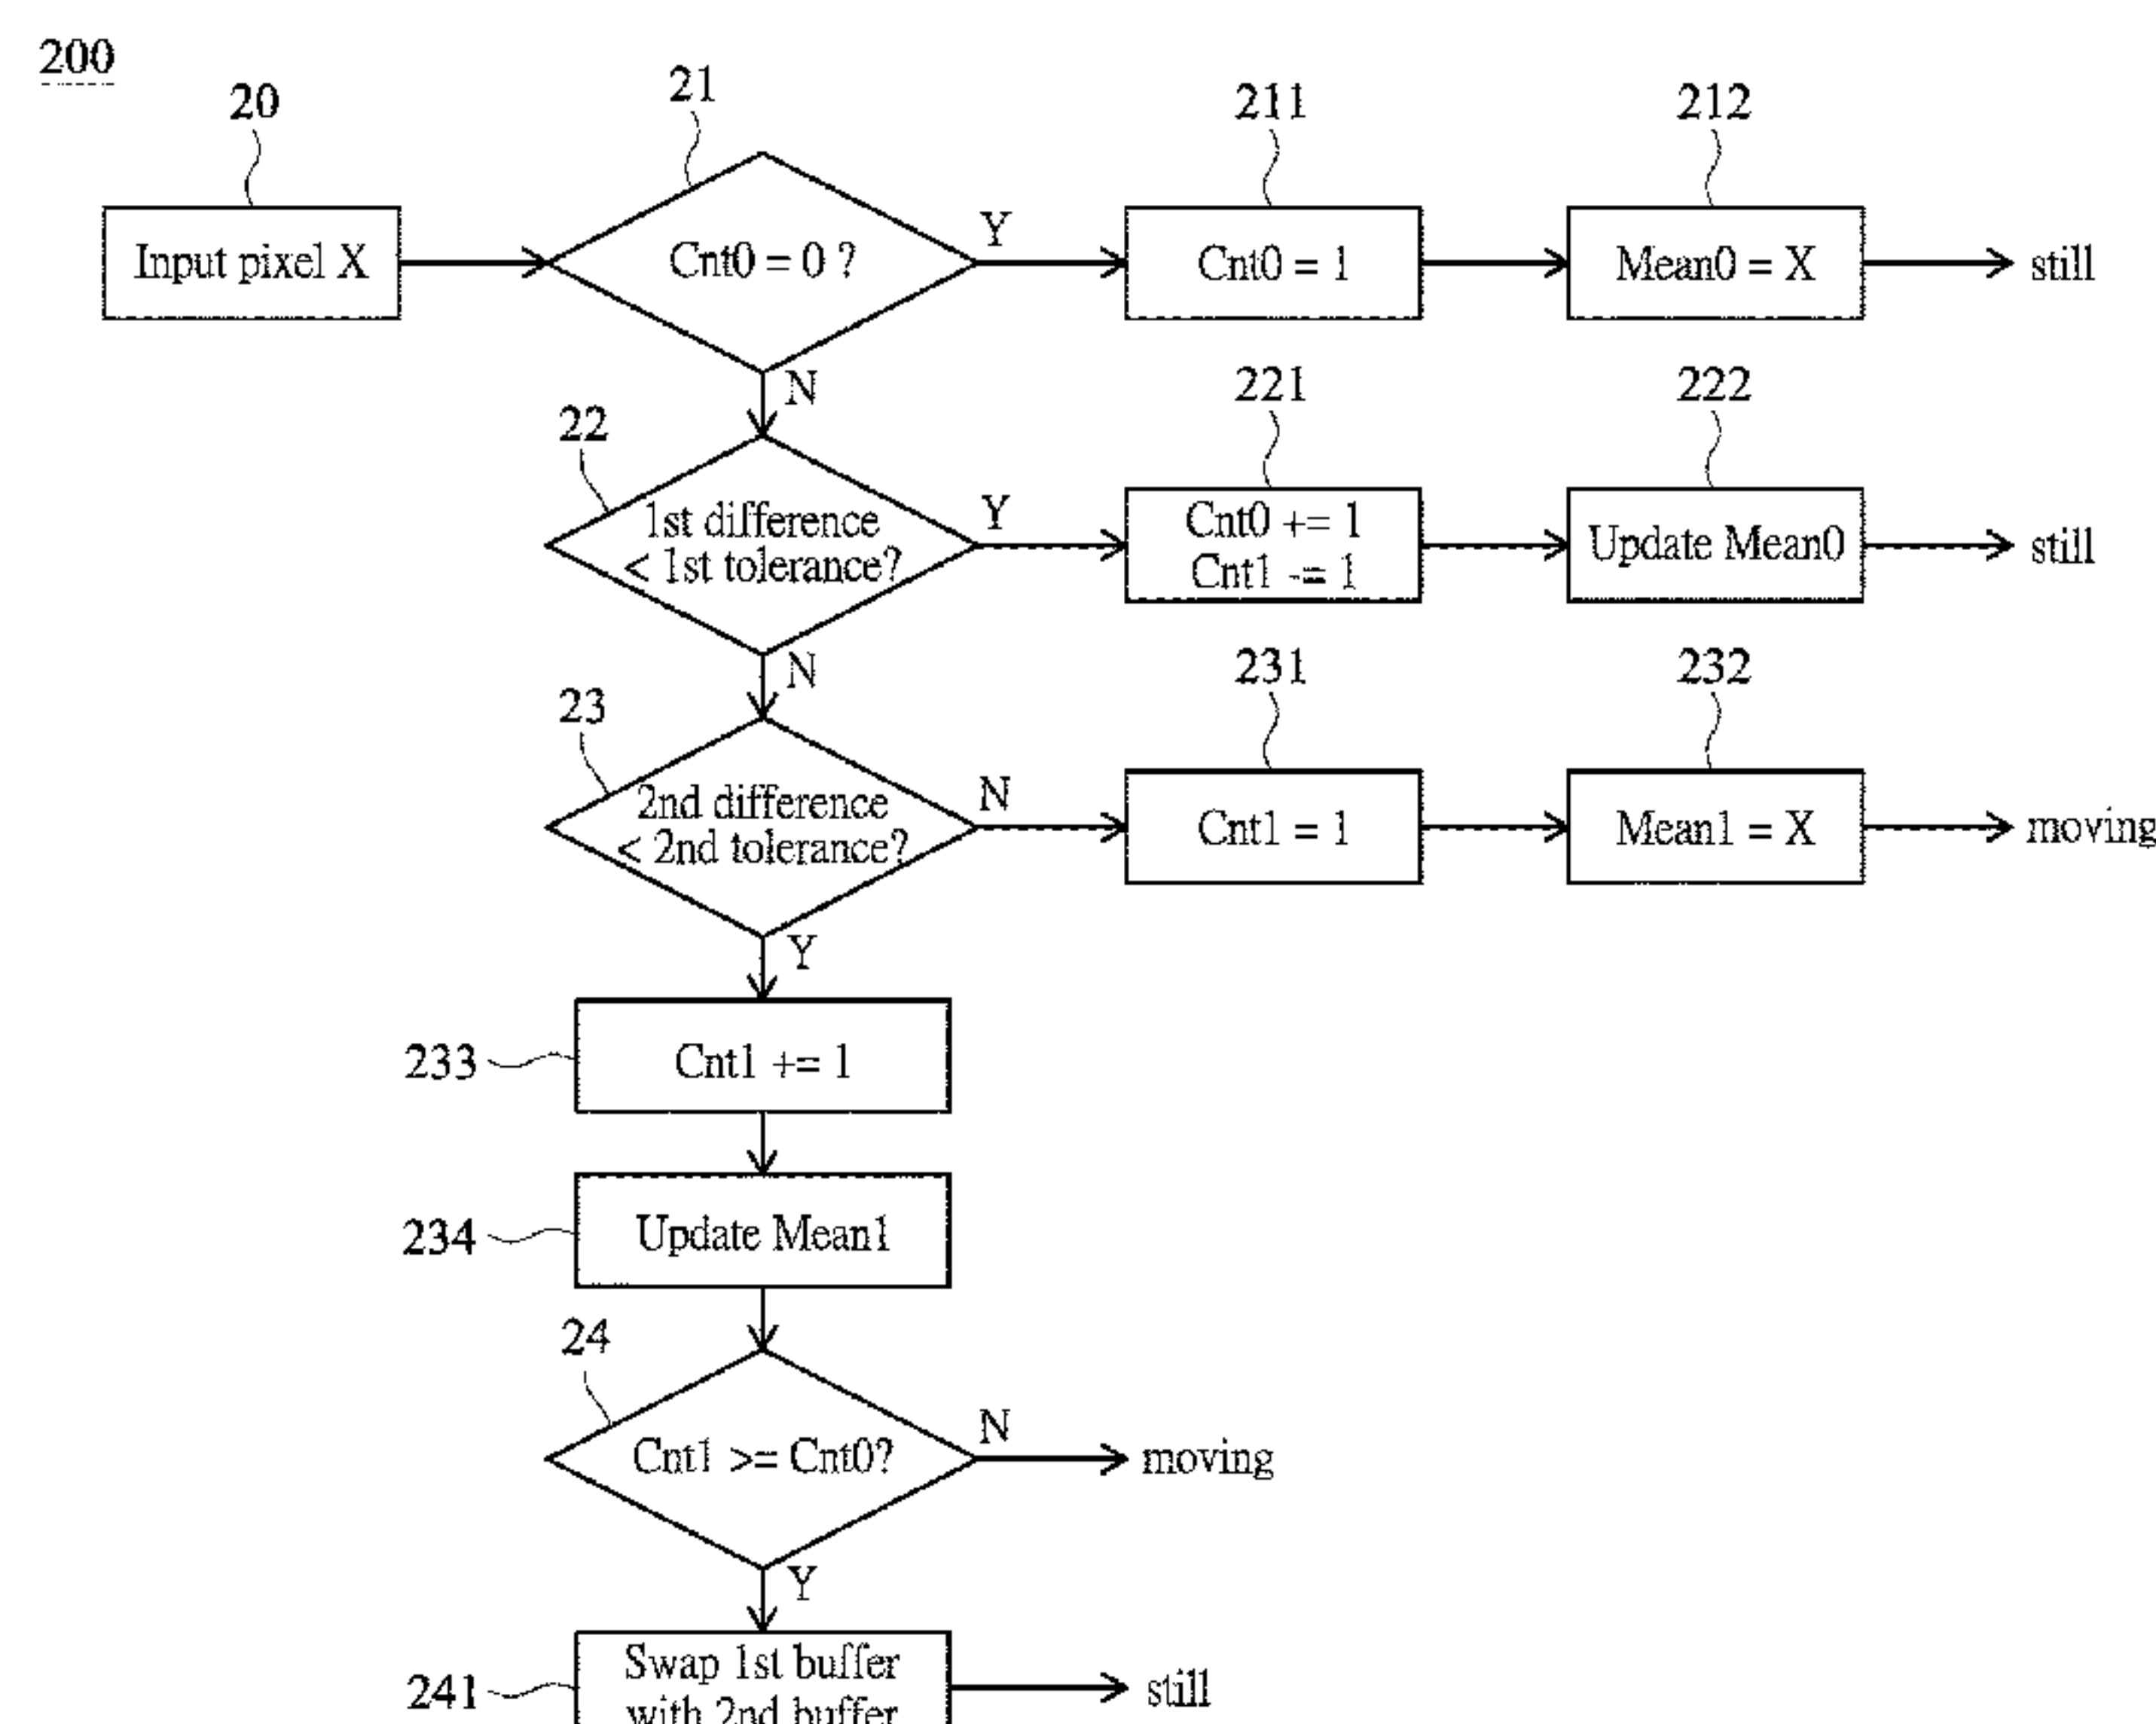 200
20
21
211
212
Input pixel X
Cnt0 = 0 ?
Y
Cnt0 = 1
Mean0 = X
still
N
22
221
222
1st difference
< 1st tolerance?
Y
Cnt0 += 1
Cnt1 -= 1
Update Mean0
still
N
23
231
232
2nd difference
< 2nd tolerance?
N
Cnt1 = 1
Mean1 = X
moving
Y
233
Cnt1 += 1
234
Update Mean1
24
Cnt1 >= Cnt0?
N
moving
Y
241
Swap 1st buffer
with 2nd buffer
still